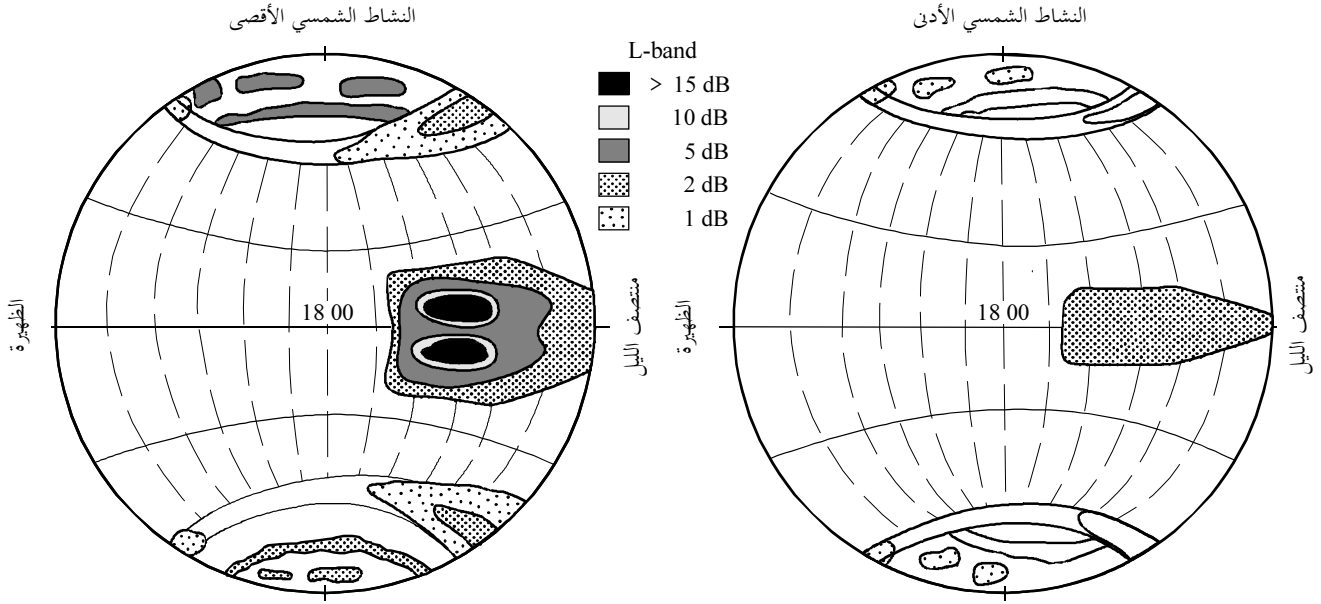 النشاط الشمسي الأقصى
النشاط الشمسي الأدنى
L-band
> 15 dB
10 dB
5 dB
2 dB
1 dB
الظهيرة
18 00
منتصف الليل
الظهيرة
18 00
منتصف الليل